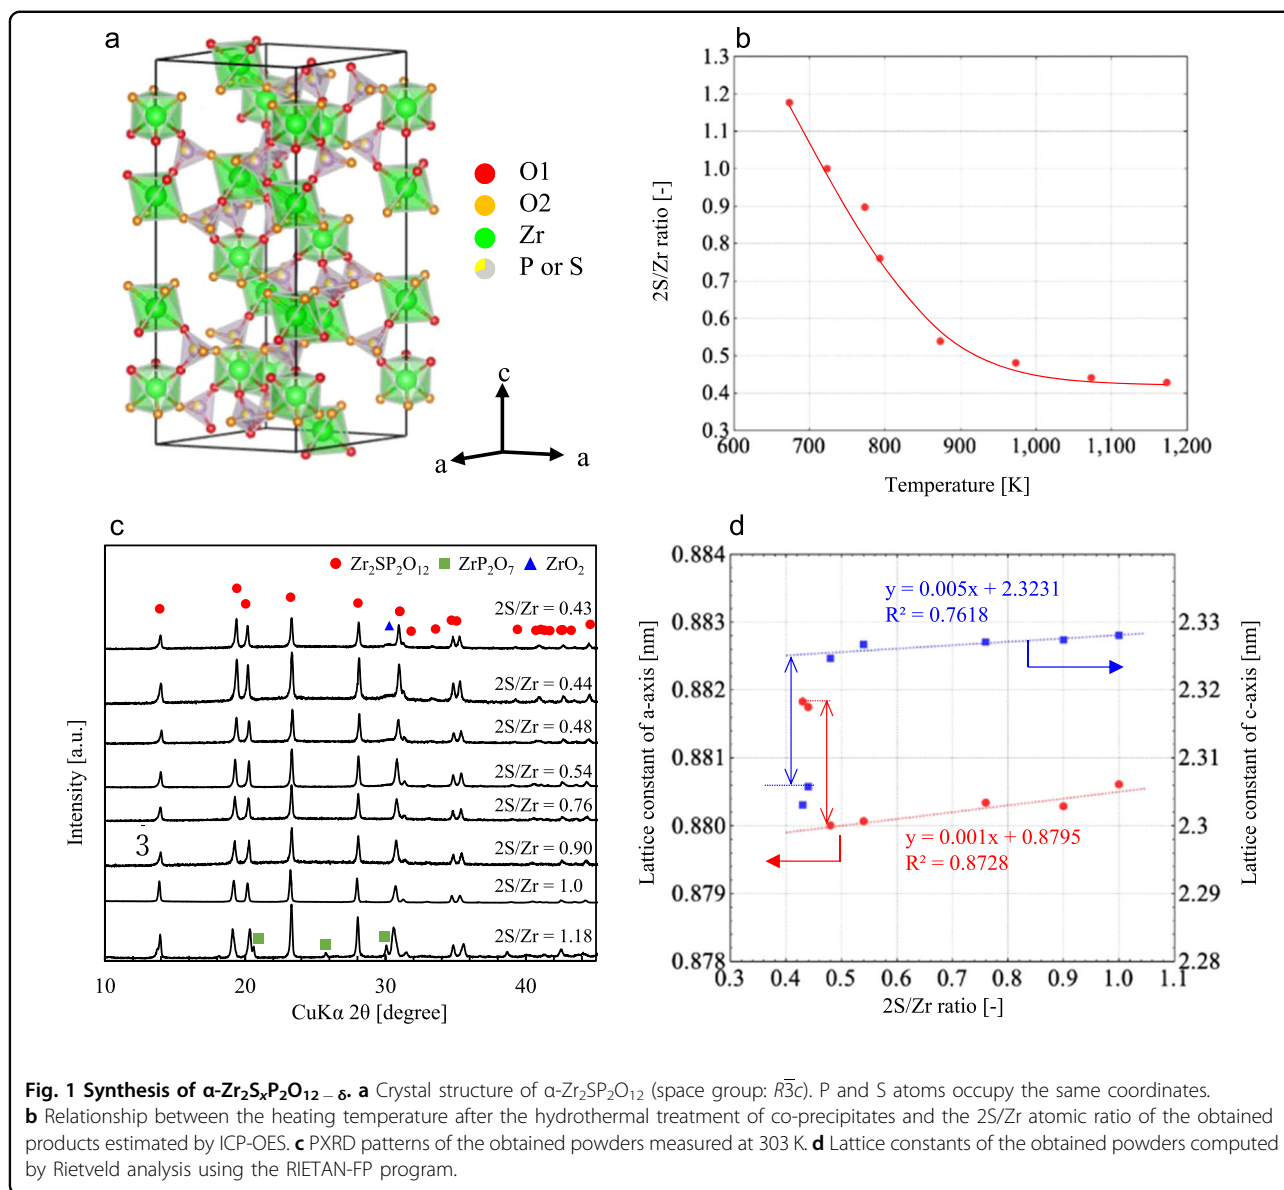 a
O1
O2
Zr
P or S
c
a
a
b
1.3
1.2
1.1
1.0
0.9
0.8
0.7
0.6
0.5
0.4
0.3
2S/Zr ratio [-]
600 700 800 900 1,000 1,100 1,200
Temperature [K]
c
Zr₂SP₂O₁₂ ZrP₂O₇ ZrO₂
2S/Zr = 0.43
2S/Zr = 0.44
2S/Zr = 0.48
2S/Zr = 0.54
2S/Zr = 0.76
2S/Zr = 0.90
2S/Zr = 1.0
2S/Zr = 1.18
3̄
Intensity [a.u.]
10 20 30 40
CuKα 2θ [degree]
d
0.884
0.883
0.882
0.881
0.880
0.879
0.878
Lattice constant of a-axis [nm]
y = 0.005x + 2.3231
R² = 0.7618
y = 0.001x + 0.8795
R² = 0.8728
2.33
2.32
2.31
2.3
2.29
2.28
Lattice constant of c-axis [nm]
0.3 0.4 0.5 0.6 0.7 0.8 0.9 1.0 1.1
2S/Zr ratio [-]
Fig. 1 Synthesis of α-Zr₂SₓP₂O₁₂ − δ. a Crystal structure of α-Zr₂SP₂O₁₂ (space group: R3̄c). P and S atoms occupy the same coordinates.
b Relationship between the heating temperature after the hydrothermal treatment of co-precipitates and the 2S/Zr atomic ratio of the obtained
products estimated by ICP-OES. c PXRD patterns of the obtained powders measured at 303 K. d Lattice constants of the obtained powders computed
by Rietveld analysis using the RIETAN-FP program.